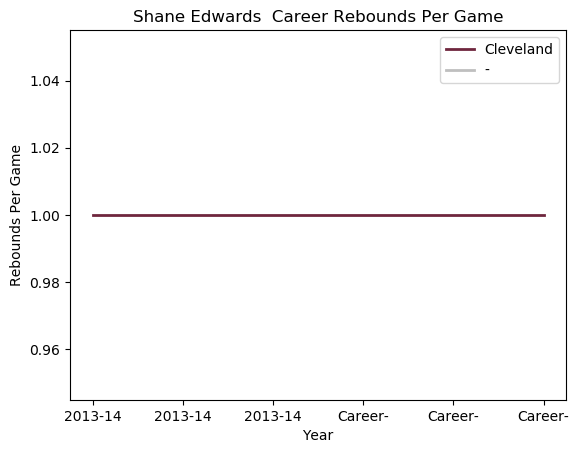 Shane Edwards  Career Rebounds Per Game
Cleveland
-
1.04
1.02
1.00
0.98
0.96
Rebounds Per Game
2013-14 2013-14 2013-14 Career- Career- Career-
Year